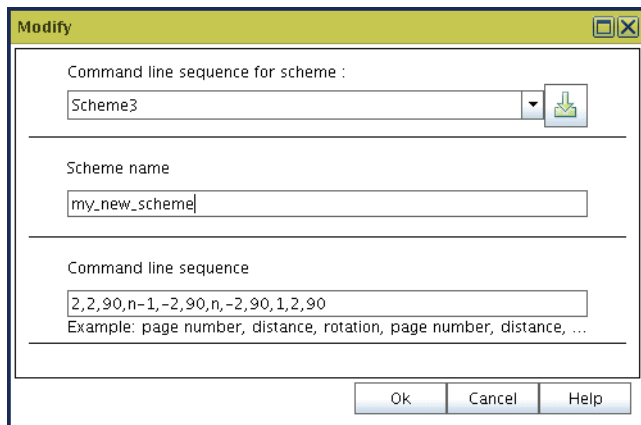 Modify
Command line sequence for scheme :
Scheme3
Scheme name
my_new_scheme
Command line sequence
2,2,90,n-1,-2,90,n,-2,90,1,2,90
Example: page number, distance, rotation, page number, distance, ...
Ok Cancel Help